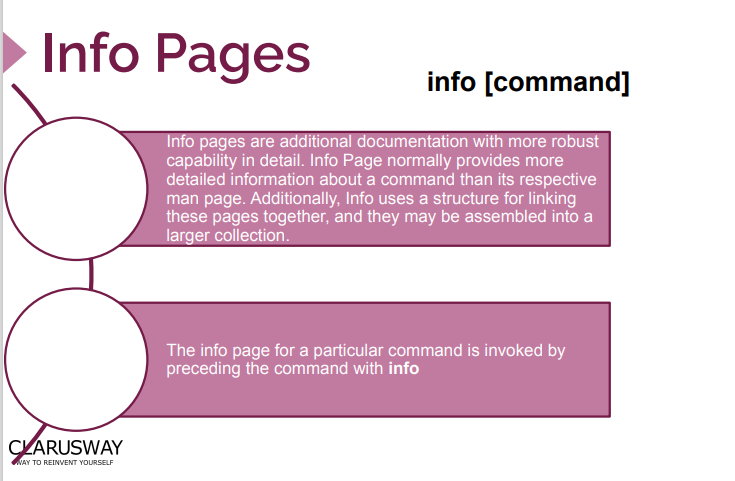 Info Pages
info [command]
Info pages are additional documentation with more robust
capability in detail. Info Page normally provides more
detailed information about a command than its respective
man page. Additionally, Info uses a structure for linking
these pages together, and they may be assembled into a
larger collection.
The info page for a particular command is invoked by
preceding the command with info
CLARUSWAY
WAY TO REINVENT YOURSELF